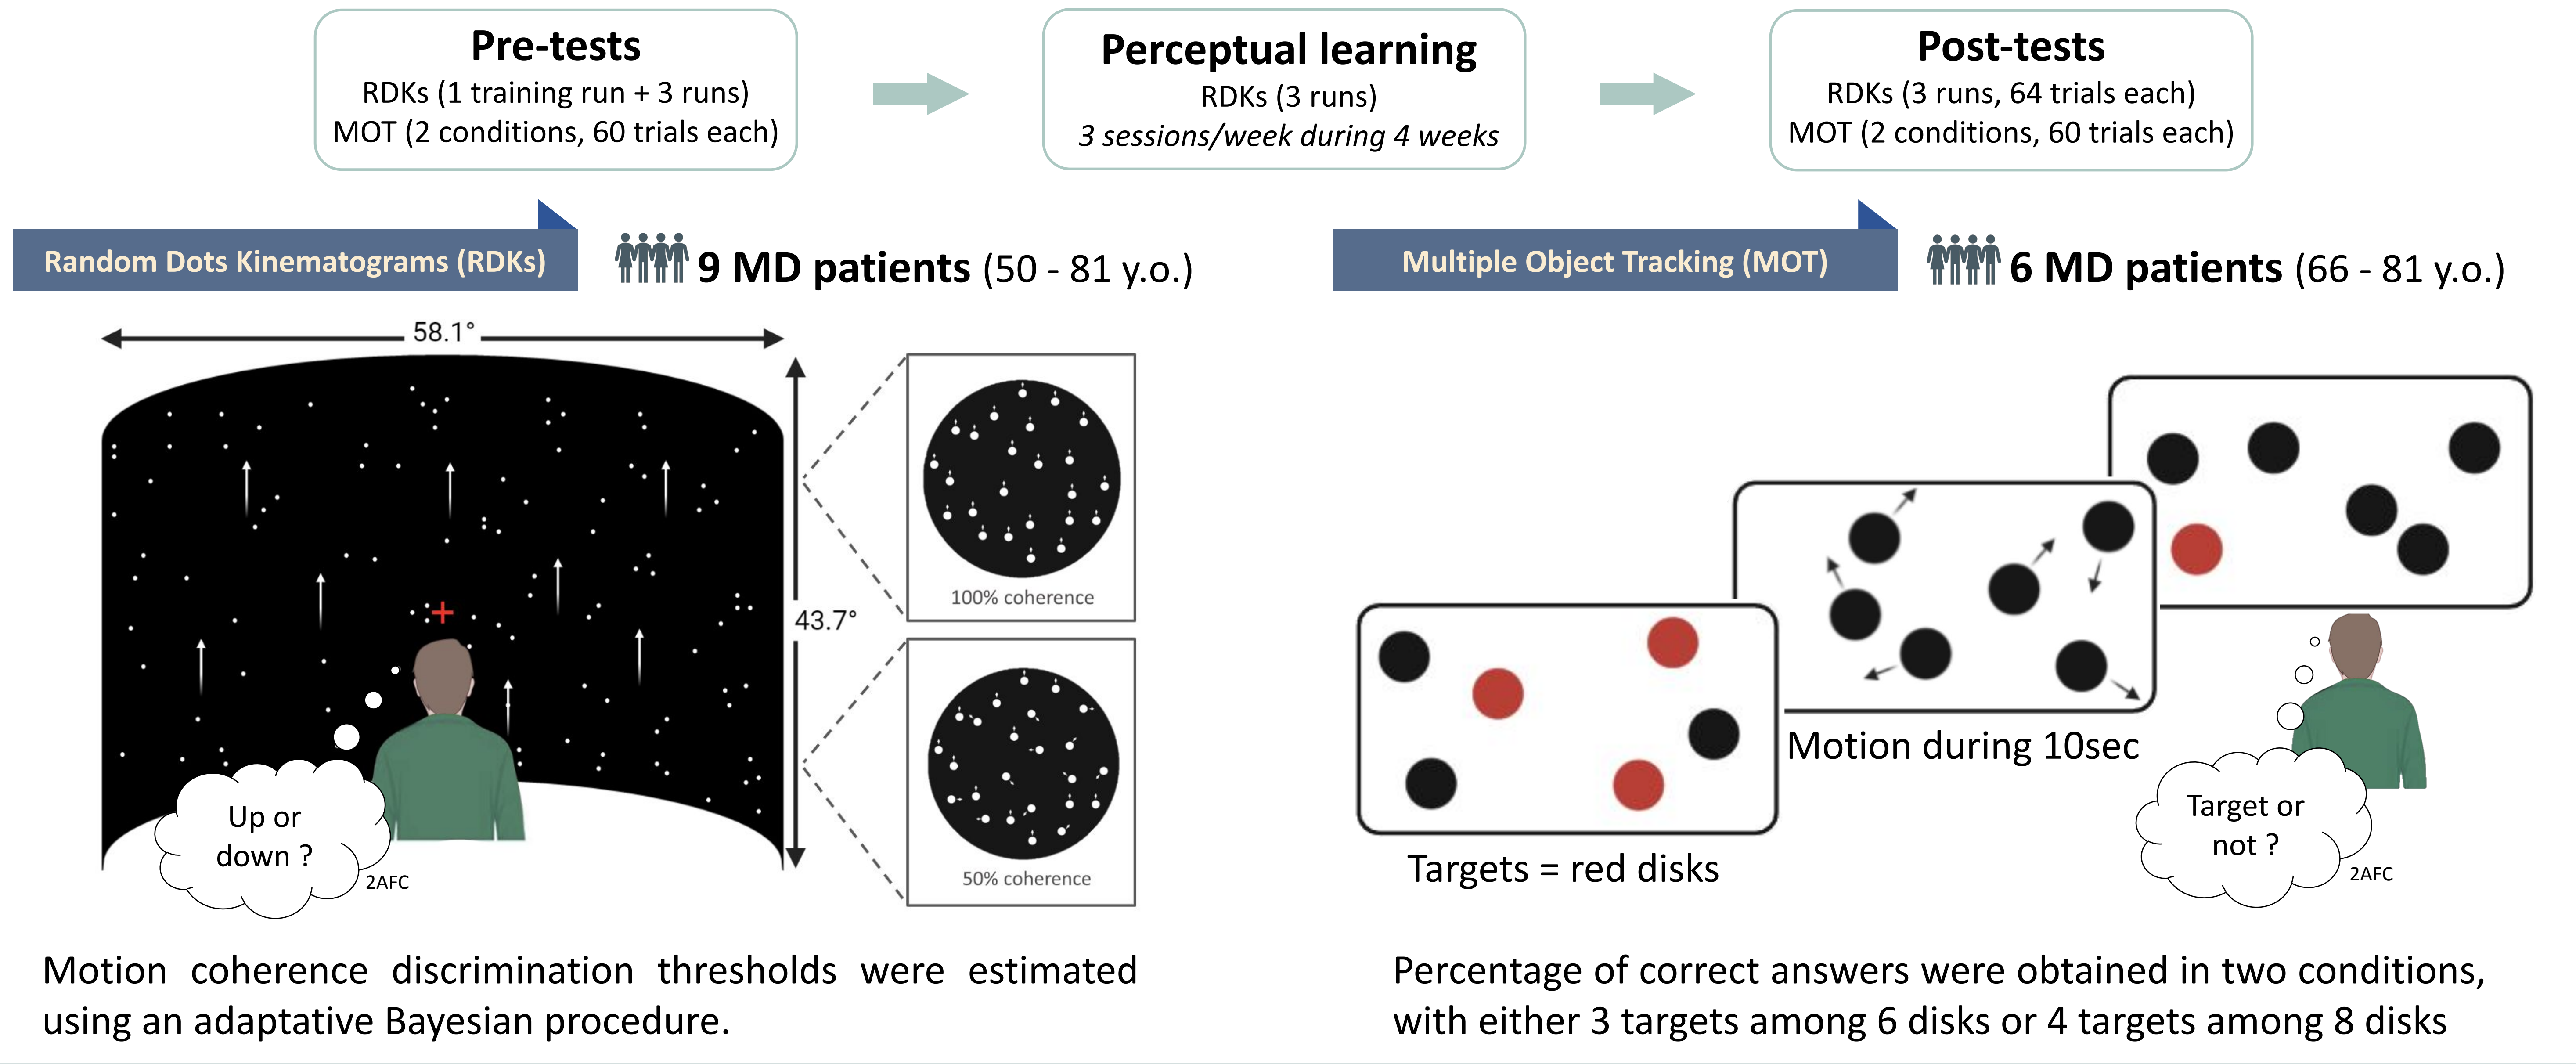 Pre-tests
RDKs (1 training run + 3 runs)
MOT (2 conditions, 60 trials each)
Perceptual learning
RDKs (3 runs)
3 sessions/week during 4 weeks
Post-tests
RDKs (3 runs, 64 trials each)
MOT (2 conditions, 60 trials each)
Random Dots Kinematograms (RDKs)
9 MD patients (50 - 81 y.o.)
58.1°
43.7°
100% coherence
50% coherence
Up or
down ?
2AFC
Motion coherence discrimination thresholds were estimated
using an adaptative Bayesian procedure.
Multiple Object Tracking (MOT)
6 MD patients (66 - 81 y.o.)
Motion during 10sec
Targets = red disks
Target or
not ?
2AFC
Percentage of correct answers were obtained in two conditions,
with either 3 targets among 6 disks or 4 targets among 8 disks